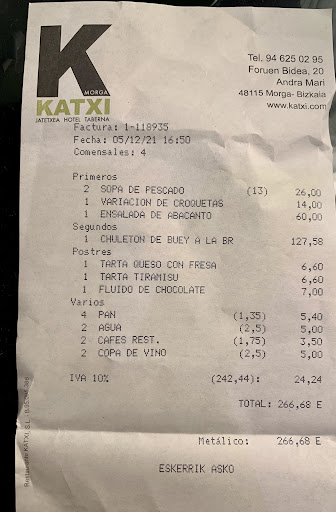 K
MORGA
KATXI
JATETXEA HOTEL TABERNA
Tel. 94 625 02 95
Foruen Bidea, 20
Andra Mari
48115 Morga- Bizkaia
www.katxi.com
Factura: 1-118935
Fecha: 05/12/21 16:50
Comensales: 4
Primeros
2 SOPA DE PESCADO (13) 26,00
1 VARIACION DE CROQUETAS 14,00
1 ENSALADA DE ABACANTO 60,00
Segundos
1 CHULETON DE BUEY A LA BR 127,58
Postres
1 TARTA QUESO CON FRESA 6,60
1 TARTA TIRAMISU 6,60
1 FLUIDO DE CHOCOLATE 7,00
Varios
4 PAN (1,35) 5,40
2 AGUA (2,5) 5,00
2 CAFES REST. (1,75) 3,50
2 COPA DE VINO (2,5) 5,00
IVA 10% (242,44): 24,24
TOTAL: 266,68 E
Metálico: 266,68 E
ESKERRIK ASKO
KATXI, S.L.